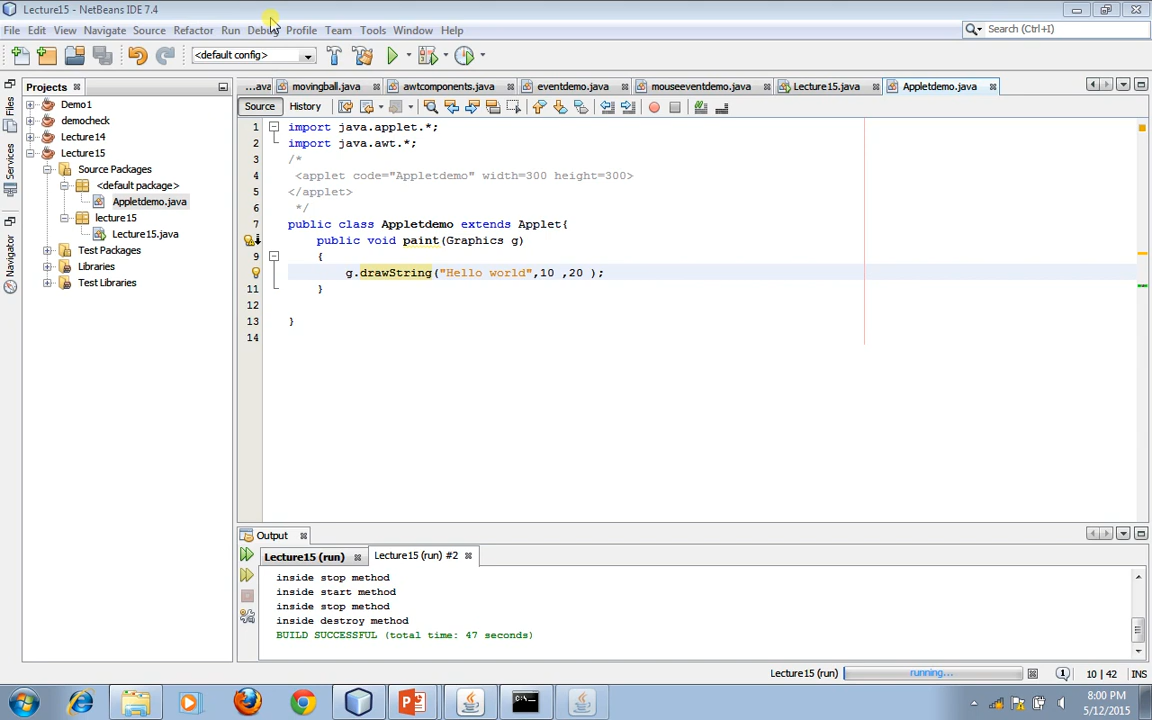 Lecture15 - NetBeans IDE 7.4
File Edit View Navigate Source Refactor Run Debug Profile Team Tools Window Help
Search (Ctrl+I)
<default config>
Projects
...ava movingball.java awtcomponents.java eventdemo.java mouseeventdemo.java Lecture15.java Appletdemo.java
Source History
Files
Services
Navigator
Demo1
democheck
Lecture14
Lecture15
Source Packages
<default package>
Appletdemo.java
lecture15
Lecture15.java
Test Packages
Libraries
Test Libraries
1 import java.applet.*;
2 import java.awt.*;
3 /*
4 <applet code="Appletdemo" width=300 height=300>
5 </applet>
6 */
7 public class Appletdemo extends Applet{
public void paint(Graphics g)
9 {
g.drawString("Hello world",10 ,20 );
11 }
12
13 }
14
Output
Lecture15 (run) Lecture15 (run) #2
inside stop method
inside start method
inside stop method
inside destroy method
BUILD SUCCESSFUL (total time: 47 seconds)
Lecture15 (run) running... 1 10 | 42 INS
8:00 PM
5/12/2015